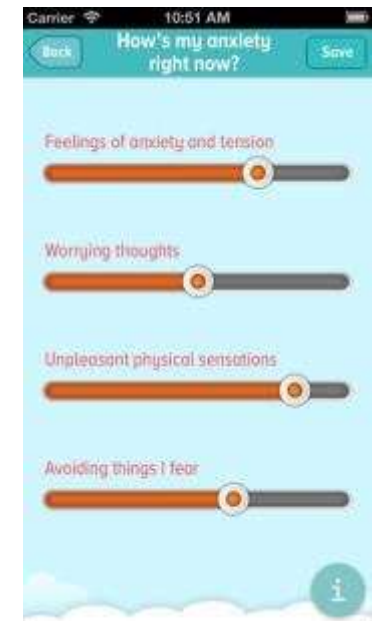 Carrier 10:51 AM
How's my anxiety
Back Save
right now?
Feelings of anxiety and tension
Worrying thoughts
Unpleasant physical sensations
Avoiding things I fear
i